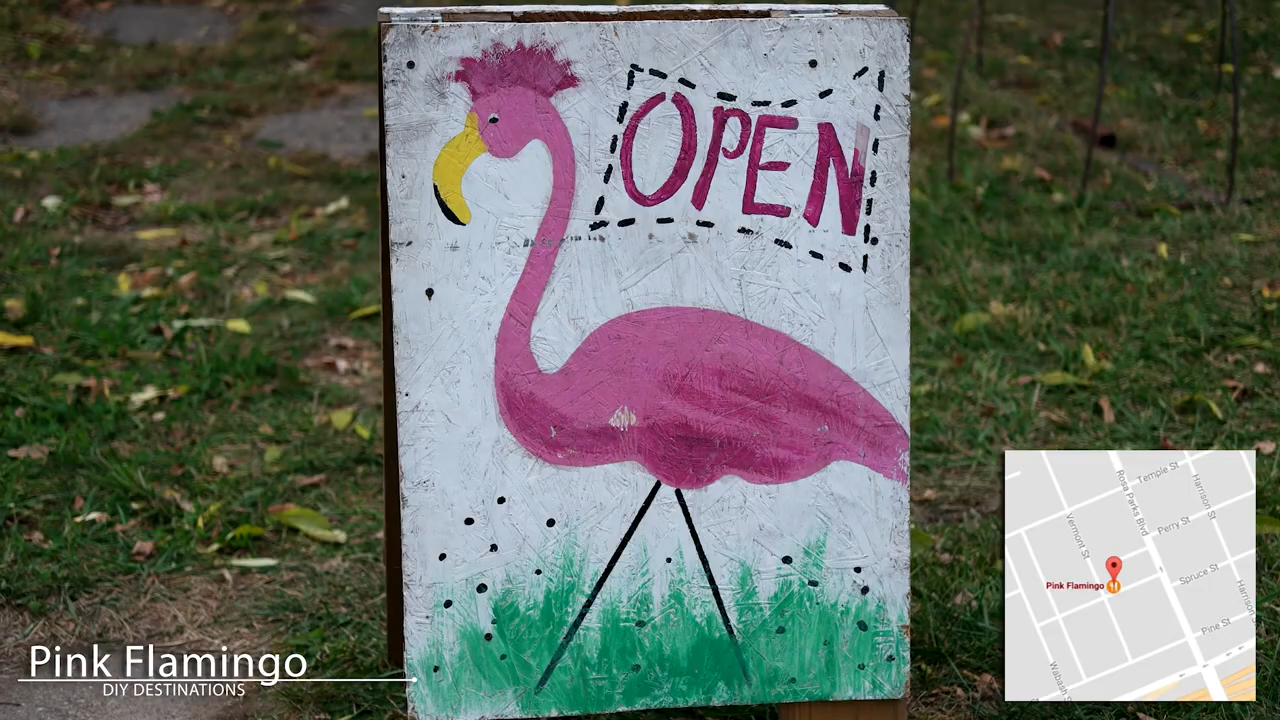 OPEN
Pink Flamingo
DIY DESTINATIONS
Temple St
Rosa Parks Blvd
Harrison St
Vermont St
Perry St
Pink Flamingo
Spruce St
Harrison St
Pine St
Wabash St